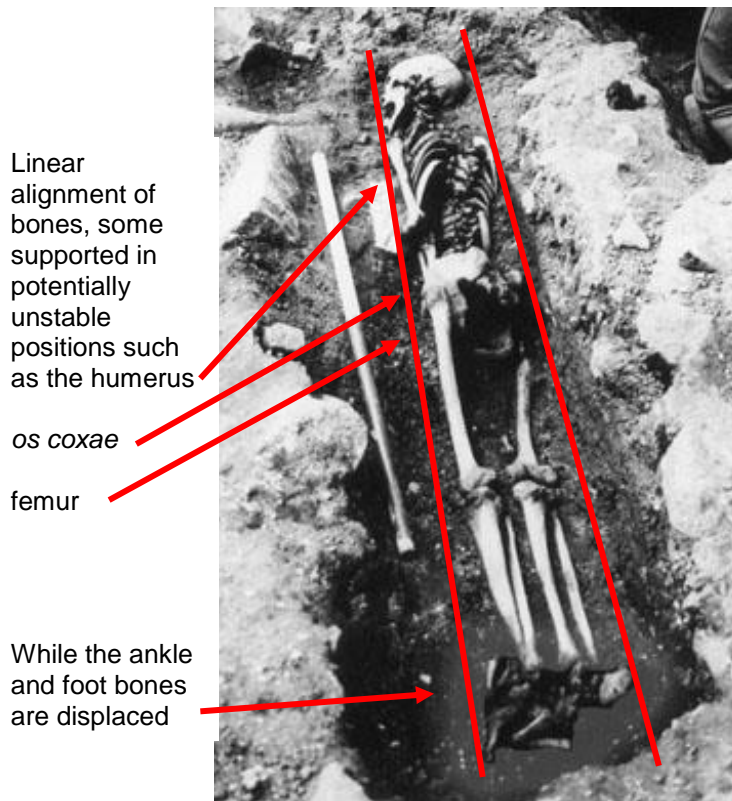 Linear
alignment of
bones, some
supported in
potentially
unstable
positions such
as the humerus
os coxae
femur
While the ankle
and foot bones
are displaced